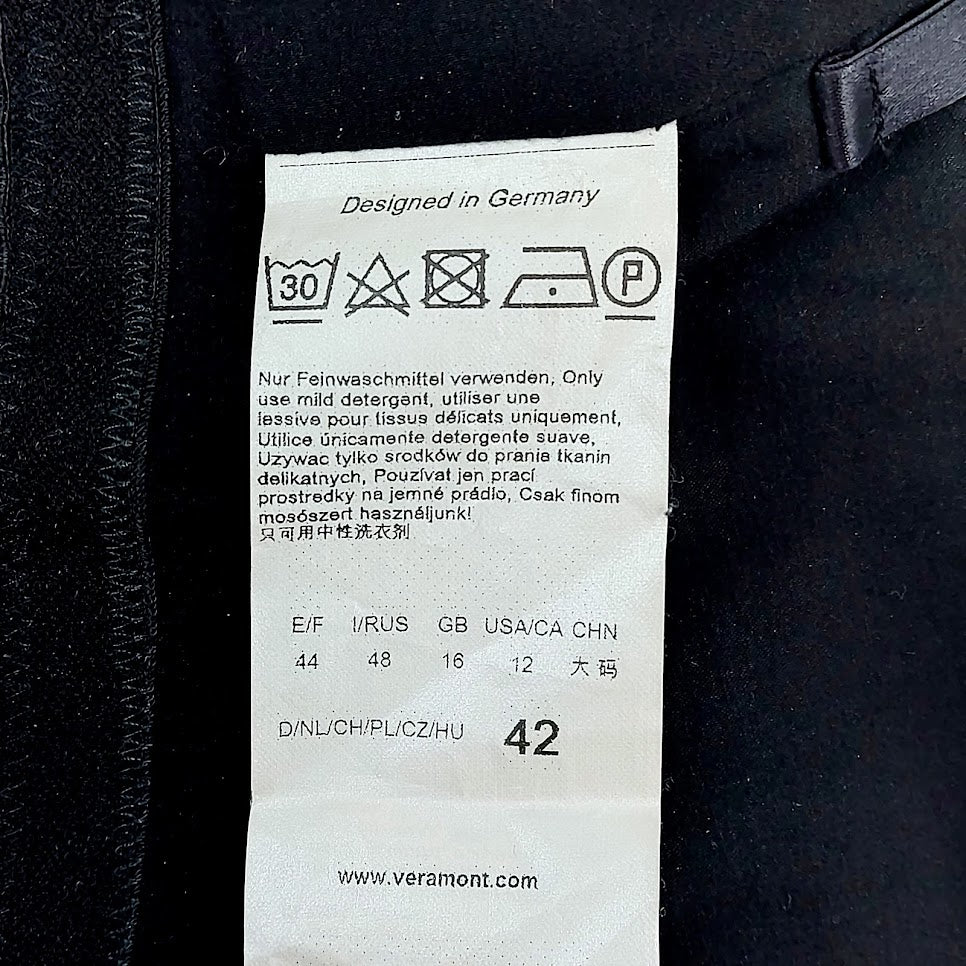 Designed in Germany
30 P
Nur Feinwaschmittel verwenden, Only
use mild detergent, utiliser une
lessive pour tissus délicats uniquement,
Utilice únicamente detergente suave,
Uzywac tylko srodków do prania tkanin
delikatnych, Pouzívat jen prací
prostredky na jemné prádlo, Csak finom
mosószert használjunk!
只可用中性洗衣剂
E/F I/RUS GB USA/CA CHN
44 48 16 12 大码
D/NL/CH/PL/CZ/HU 42
www.veramont.com